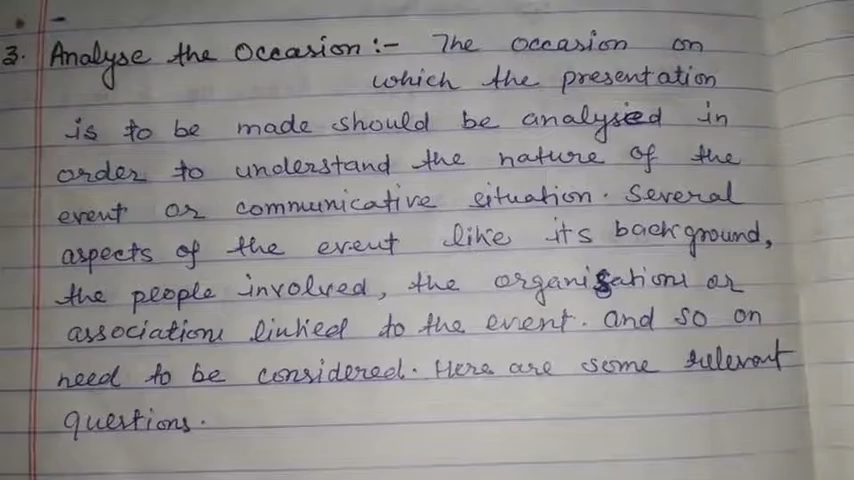 3. Analyse the Occasion :- The occasion on
which the presentation
is to be made should be analysed in
order to understand the nature of the
event or communicative situation. Several
aspects of the event like its background,
the people involved, the organisation or
association linked to the event. and so on
need to be considered. Here are some relevant
questions.